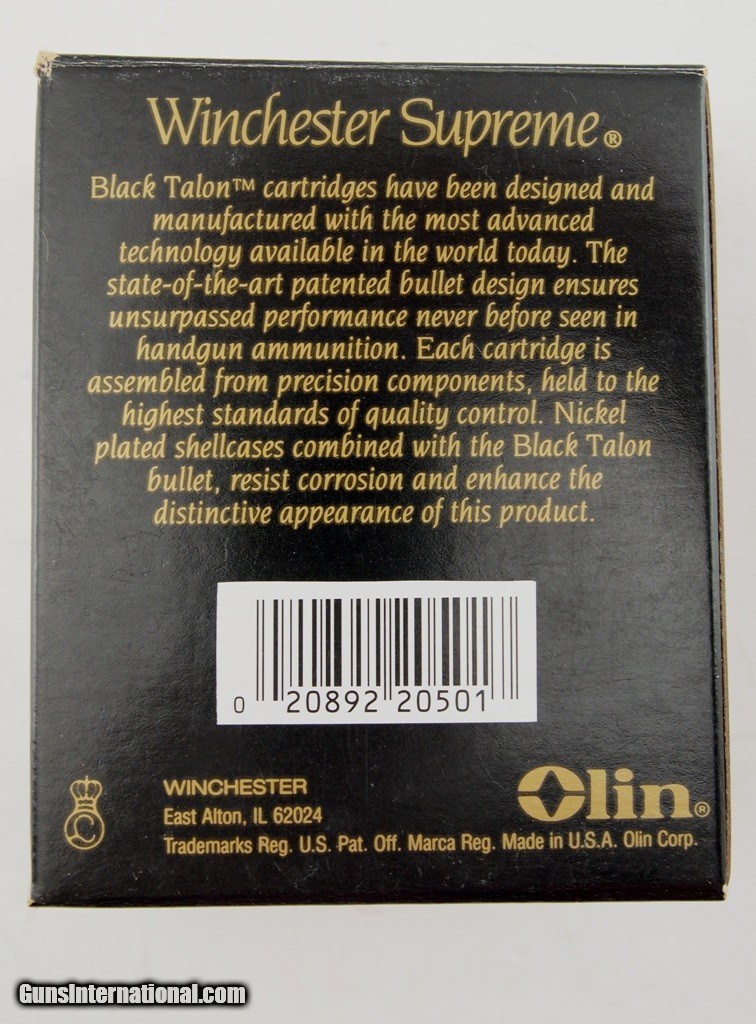 Winchester Supreme®
Black Talon™ cartridges have been designed and
manufactured with the most advanced
technology available in the world today. The
state-of-the-art patented bullet design ensures
unsurpassed performance never before seen in
handgun ammunition. Each cartridge is
assembled from precision components, held to the
highest standards of quality control. Nickel
plated shellcases combined with the Black Talon
bullet, resist corrosion and enhance the
distinctive appearance of this product.
0 20892 20501
WINCHESTER
East Alton, IL 62024
Trademarks Reg. U.S. Pat. Off. Marca Reg. Made in U.S.A. Olin Corp.
Olin®
L
GunsInternational.com